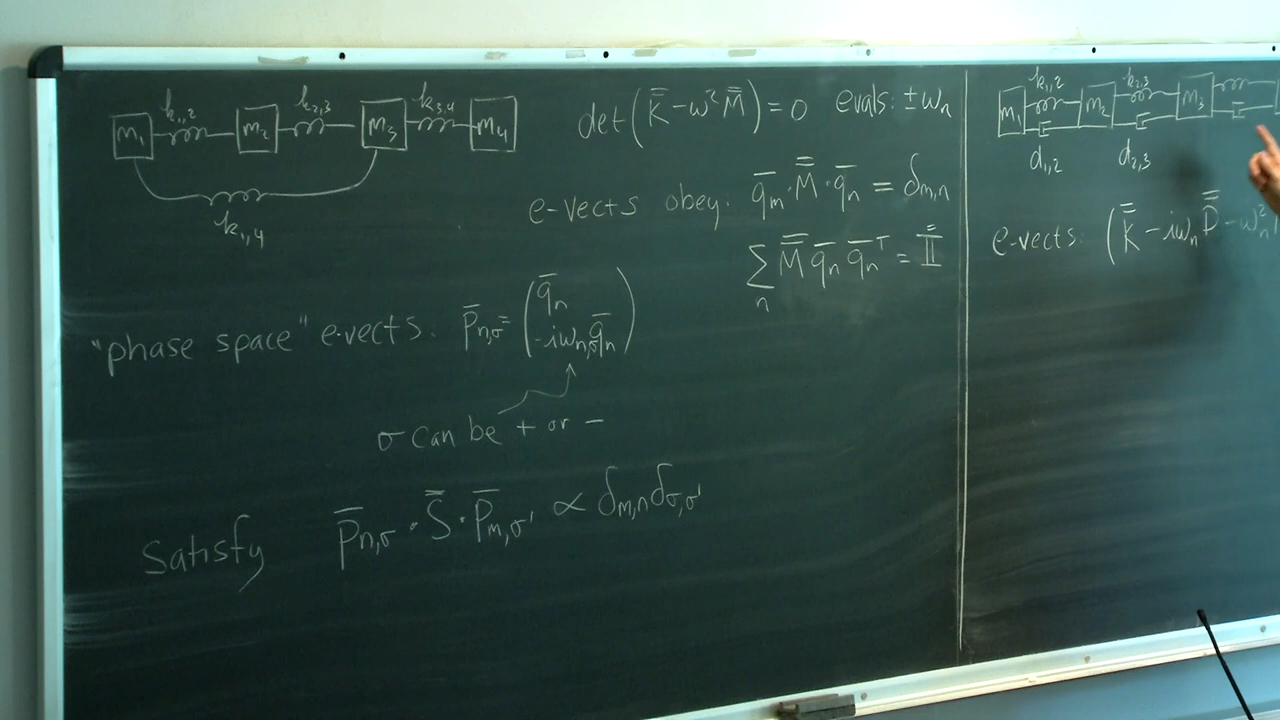 k₁,₂ k₂,₃ k₃,₄
m₁ m₂ m₃ m₄
k₁,₄
det(K̿ − ω² M̿) = 0 evals: ±ωₙ
e-vects obey: q̅ₘ · M̿ · q̅ₙ = δₘ,ₙ
∑ₙ M̿ q̅ₙ q̅ₙᵀ = I̿
"phase space" e-vects: p̅ₙ,σ = (q̅ₙ
-iωₙ,σ q̅ₙ)
σ can be + or −
Satisfy p̅ₙ,σ · S̿ · p̅ₘ,σ' ∝ δₘ,ₙ δσ,σ'
k₁,₂ k₂,₃
m₁ m₂ m₃
d₁,₂ d₂,₃
e-vects: (K̿ − iωₙ D̿ − ωₙ²